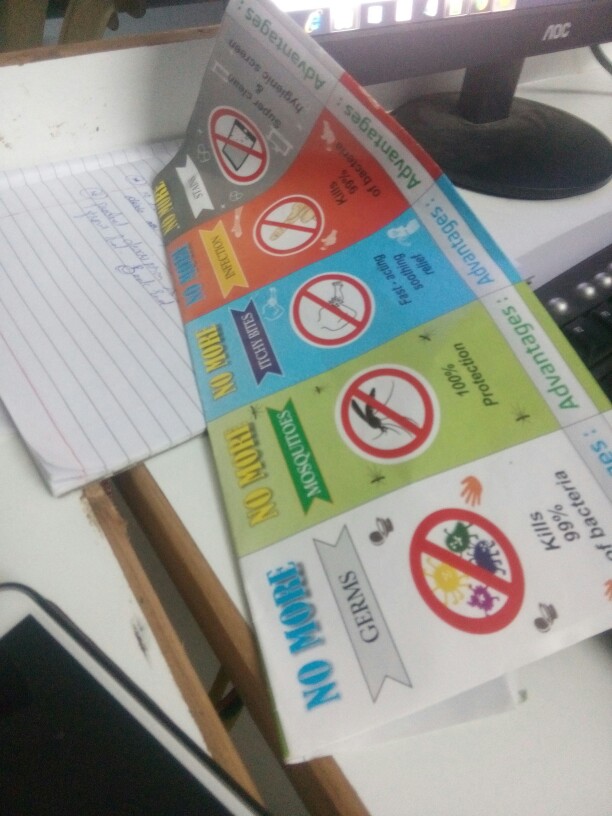 AOC
NO MORE
GERMS
Kills
99%
of bacteria
NO MORE
MOSQUITOES
100%
Protection
Advantages:
NO MORE
ITCHY BITES
Fast-acting
soothing
relief
Advantages:
NO MORE
INFECTION
Kills
99%
of bacteria
Advantages:
NO MORE
STAIN
Super clean
&
hygienic screen
Advantages: